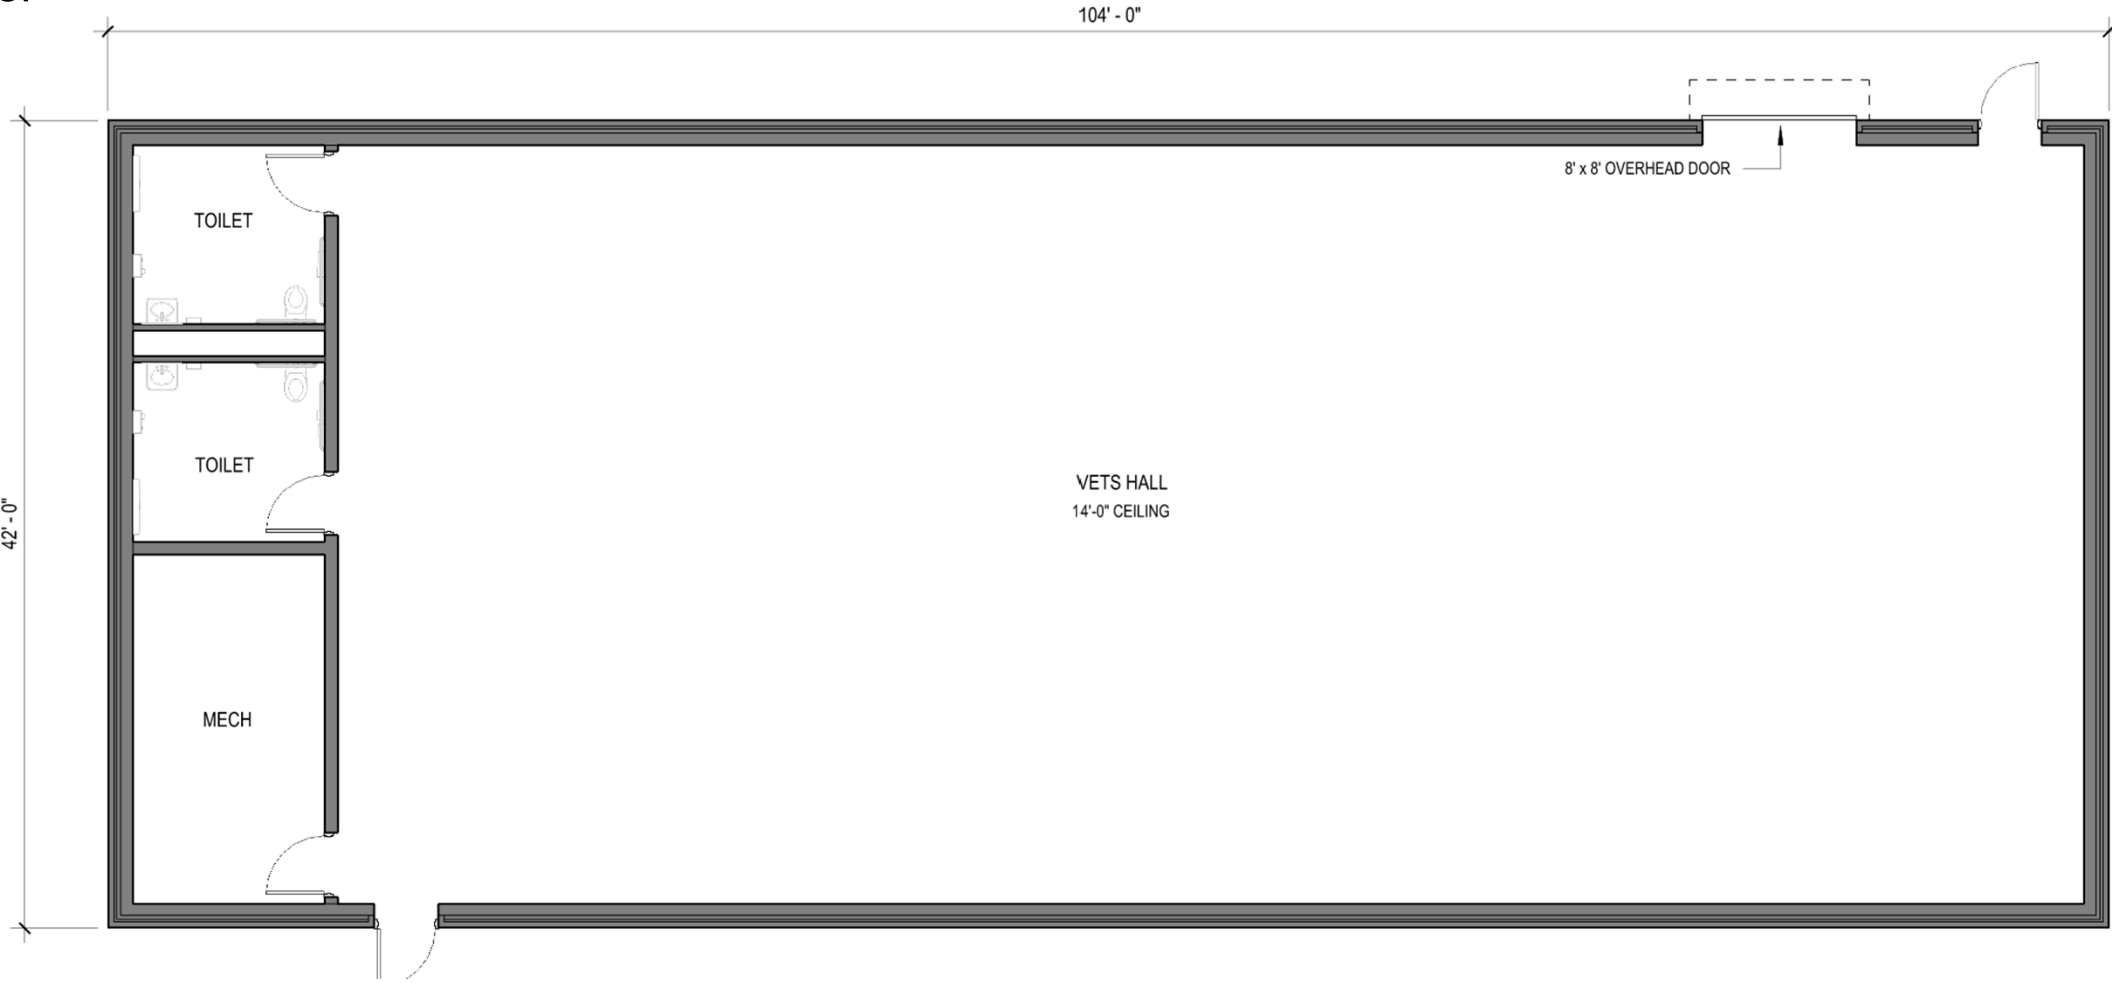 104' - 0"
8' x 8' OVERHEAD DOOR
TOILET
TOILET
VETS HALL
14'-0" CEILING
42' - 0"
MECH